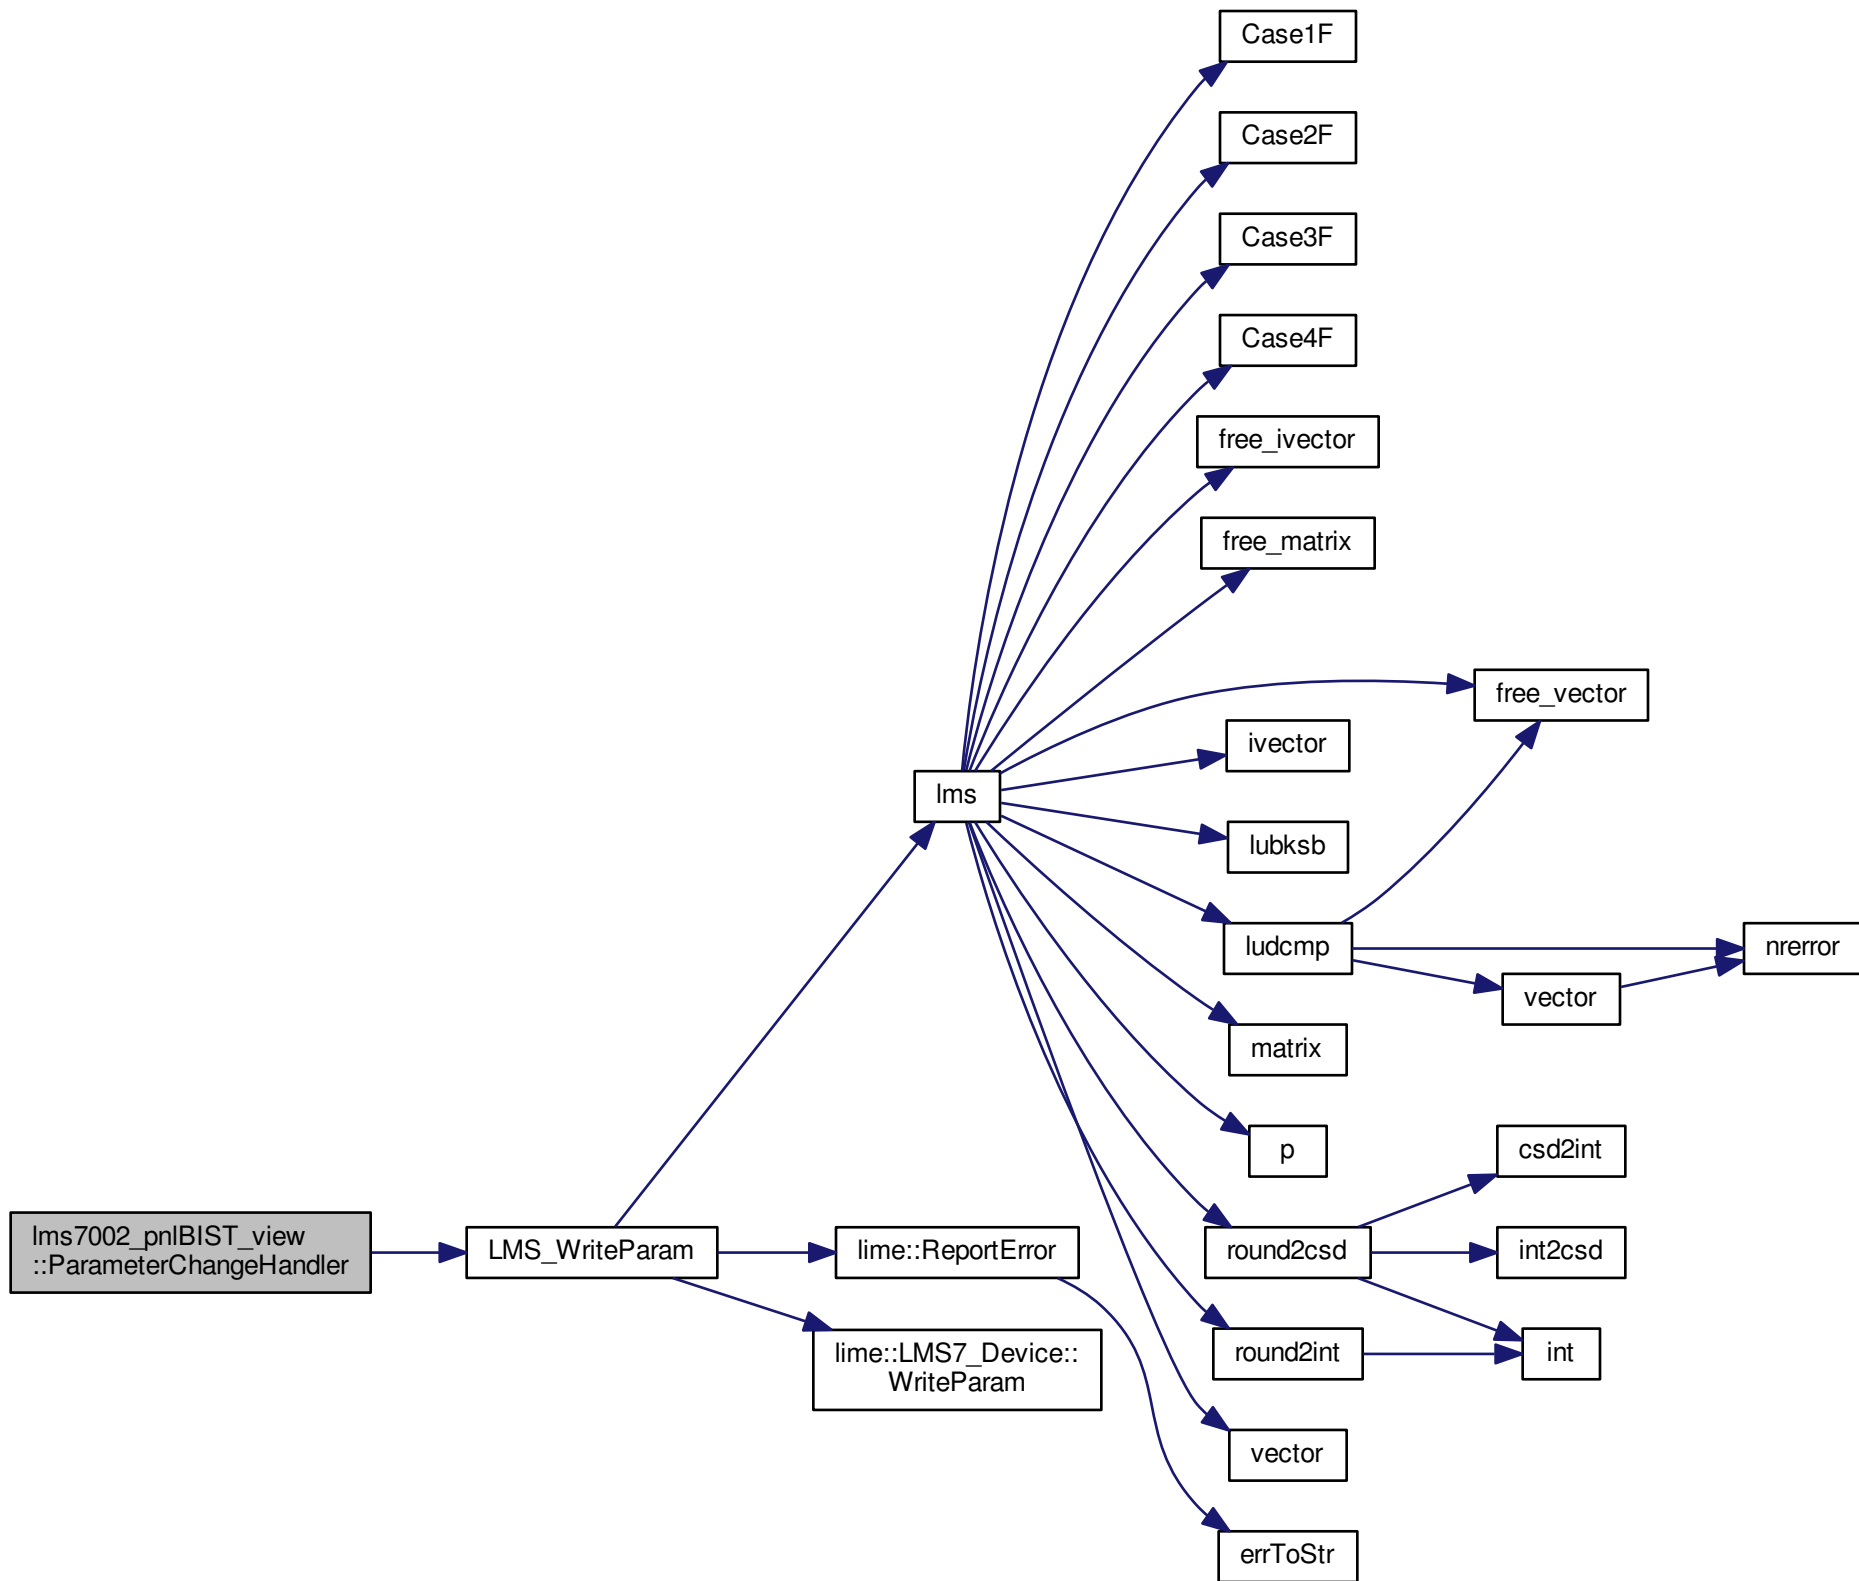 Case1F
Case2F
Case3F
Case4F
free_ivector
free_matrix
free_vector
ivector
lms
lubksb
ludcmp
nrerror
vector
matrix
p
csd2int
lms7002_pnlBIST_view
::ParameterChangeHandler
LMS_WriteParam
lime::ReportError
round2csd
int2csd
lime::LMS7_Device::
WriteParam
round2int
int
vector
errToStr